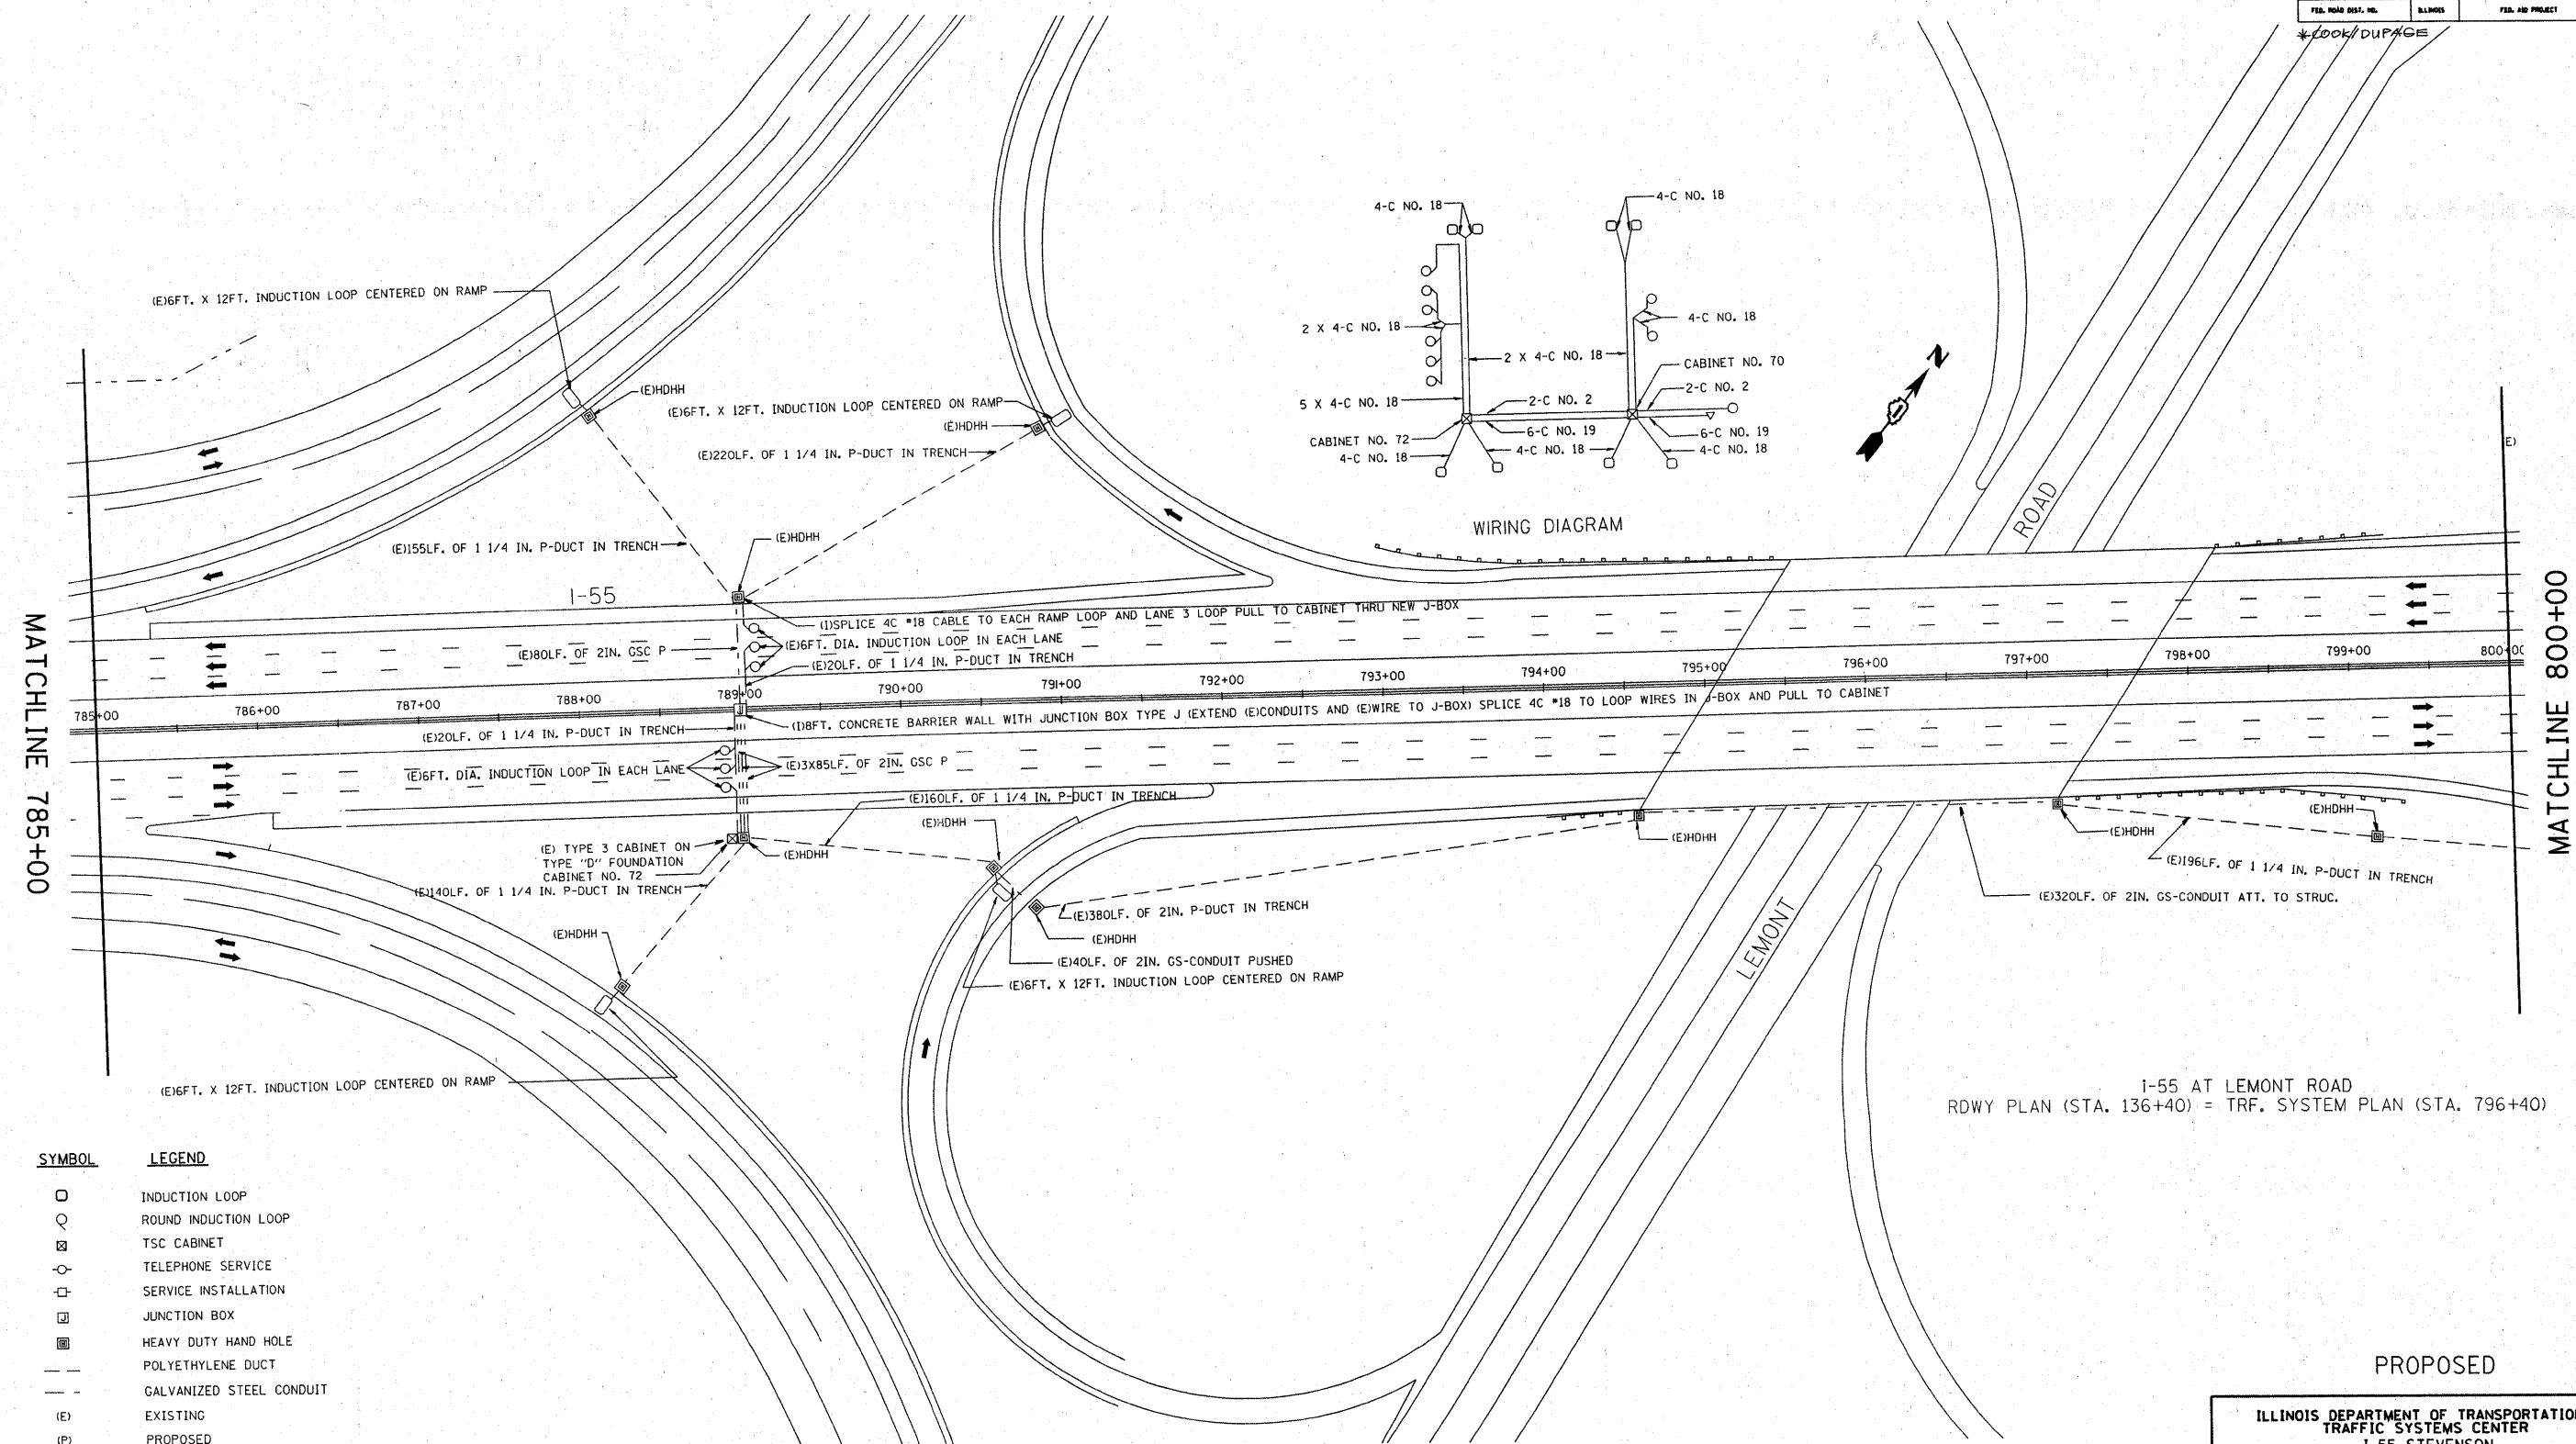 FED. ROAD DIST. NO. ILLINOIS FED. AID PROJECT
*COOK/DUPAGE
4-C NO. 18
4-C NO. 18
2 X 4-C NO. 18
4-C NO. 18
2 X 4-C NO. 18
CABINET NO. 70
2-C NO. 2
5 X 4-C NO. 18
2-C NO. 2
CABINET NO. 72
6-C NO. 19
6-C NO. 19
4-C NO. 18
4-C NO. 18
4-C NO. 18
WIRING DIAGRAM
N
(E)6FT. X 12FT. INDUCTION LOOP CENTERED ON RAMP
(E)HDHH
(E)6FT. X 12FT. INDUCTION LOOP CENTERED ON RAMP
(E)HDHH
(E)220LF. OF 1 1/4 IN. P-DUCT IN TRENCH
(E)
ROAD
(E)155LF. OF 1 1/4 IN. P-DUCT IN TRENCH
(E)HDHH
I-55
(I)SPLICE 4C #18 CABLE TO EACH RAMP LOOP AND LANE 3 LOOP PULL TO CABINET THRU NEW J-BOX
(E)80LF. OF 2IN. GSC P
(E)6FT. DIA. INDUCTION LOOP IN EACH LANE
(E)20LF. OF 1 1/4 IN. P-DUCT IN TRENCH
MATCHLINE 785+00
MATCHLINE 800+00
785+00 786+00 787+00 788+00 789+00 790+00 791+00 792+00 793+00 794+00 795+00 796+00 797+00 798+00 799+00 800+00
J
(I)8FT. CONCRETE BARRIER WALL WITH JUNCTION BOX TYPE J (EXTEND (E)CONDUITS AND (E)WIRE TO J-BOX) SPLICE 4C #18 TO LOOP WIRES IN J-BOX AND PULL TO CABINET
(E)20LF. OF 1 1/4 IN. P-DUCT IN TRENCH
(E)6FT. DIA. INDUCTION LOOP IN EACH LANE
(E)3X85LF. OF 2IN. GSC P
(E)160LF. OF 1 1/4 IN. P-DUCT IN TRENCH
(E)HDHH
(E)HDHH
(E) TYPE 3 CABINET ON
TYPE "D" FOUNDATION
CABINET NO. 72
(E)HDHH
(E)HDHH
(E)HDHH
(E)196LF. OF 1 1/4 IN. P-DUCT IN TRENCH
(E)140LF. OF 1 1/4 IN. P-DUCT IN TRENCH
(E)320LF. OF 2IN. GS-CONDUIT ATT. TO STRUC.
(E)380LF. OF 2IN. P-DUCT IN TRENCH
(E)HDHH
(E)HDHH
(E)40LF. OF 2IN. GS-CONDUIT PUSHED
(E)6FT. X 12FT. INDUCTION LOOP CENTERED ON RAMP
LEMONT
(E)6FT. X 12FT. INDUCTION LOOP CENTERED ON RAMP
I-55 AT LEMONT ROAD
RDWY PLAN (STA. 136+40) = TRF. SYSTEM PLAN (STA. 796+40)
SYMBOL LEGEND
INDUCTION LOOP
ROUND INDUCTION LOOP
TSC CABINET
TELEPHONE SERVICE
SERVICE INSTALLATION
J JUNCTION BOX
HEAVY DUTY HAND HOLE
POLYETHYLENE DUCT
GALVANIZED STEEL CONDUIT
(E) EXISTING
(P) PROPOSED
PROPOSED
ILLINOIS DEPARTMENT OF TRANSPORTATIO
TRAFFIC SYSTEMS CENTER
I-55 STEVENSON